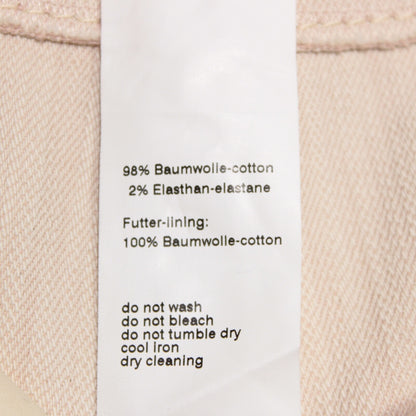 98% Baumwolle-cotton
2% Elasthan-elastane
Futter-lining:
100% Baumwolle-cotton
do not wash
do not bleach
do not tumble dry
cool iron
dry cleaning